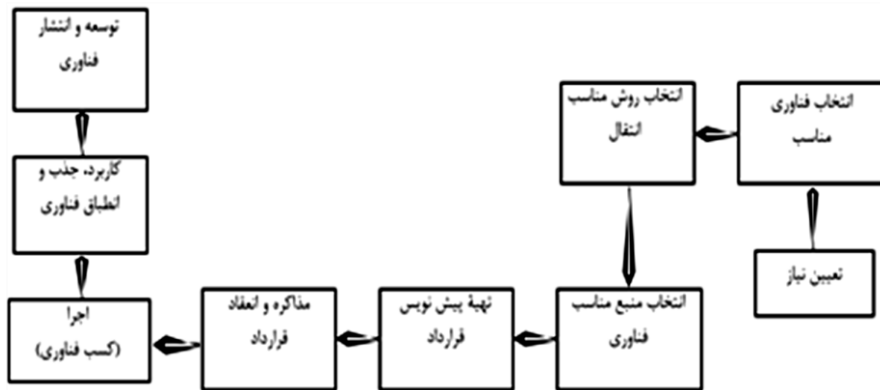 تعیین نیاز
انتخاب فناوری
مناسب
انتخاب روش مناسب
انتقال
انتخاب منبع مناسب
فناوری
تهیۀ پیش نویس
قرارداد
مذاکره و انعقاد
قرارداد
اجرا
(کسب فناوری)
کاربرد، جذب و
انطباق فناوری
توسعه و انتشار
فناوری